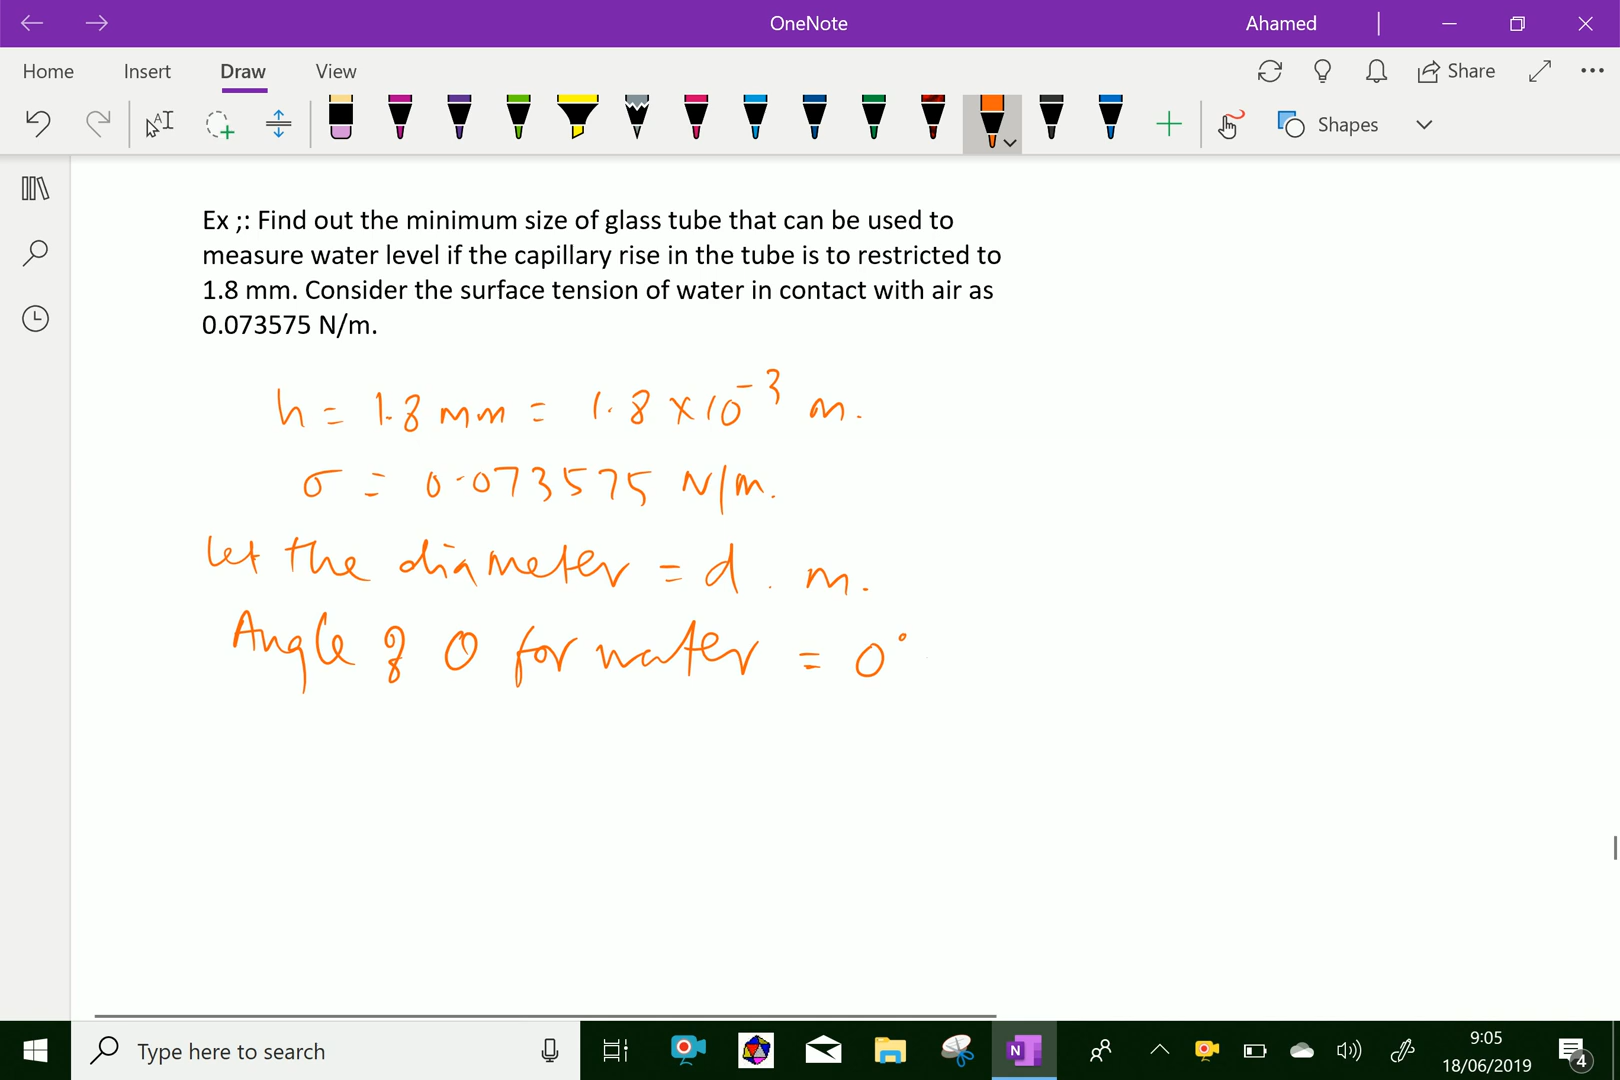 OneNote
Ahamed
Home Insert Draw View
Share
Shapes
Ex ;: Find out the minimum size of glass tube that can be used to
measure water level if the capillary rise in the tube is to restricted to
1.8 mm. Consider the surface tension of water in contact with air as
0.073575 N/m.
h = 1.8 mm = 1.8 × 10⁻³ m.
σ = 0.073575 N/m.
let the diameter = d . m.
Angle of θ for water = 0°
Type here to search
N
9:05
18/06/2019
4